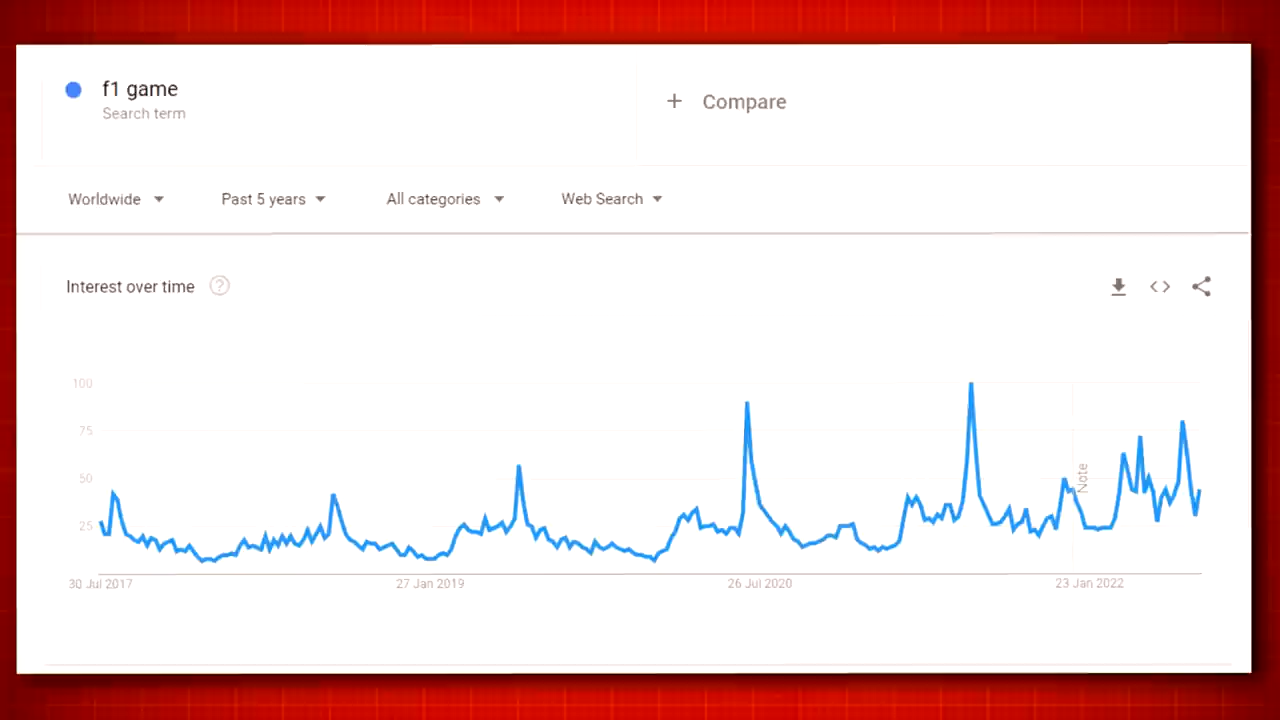 f1 game
Search term
+ Compare
Worldwide
Past 5 years
All categories
Web Search
Interest over time ?
100
75
50
25
Note
30 Jul 2017
27 Jan 2019
26 Jul 2020
23 Jan 2022